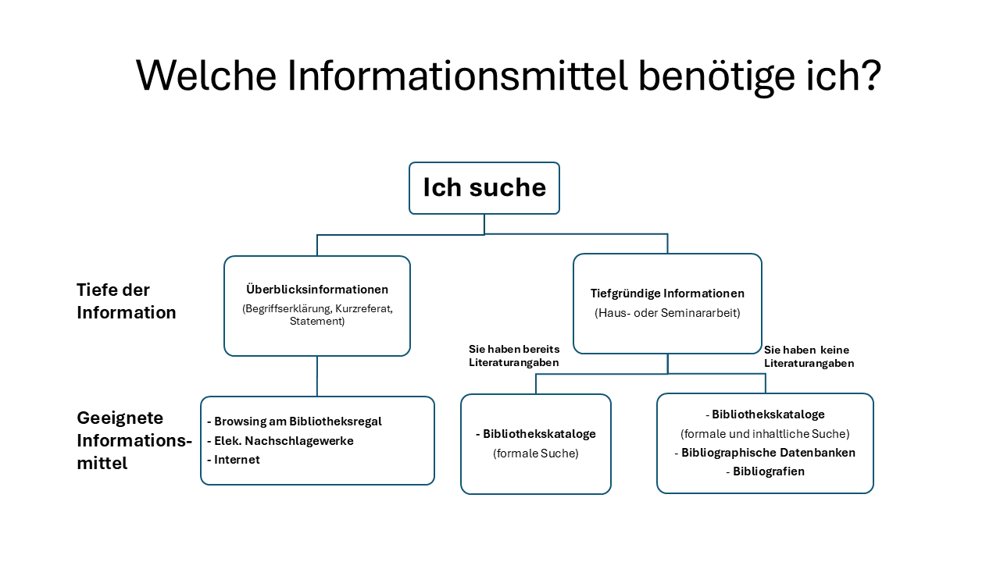 Welche Informationsmittel benötige ich?
Ich suche
Tiefe der
Information
Überblicksinformationen
(Begriffserklärung, Kurzreferat,
Statement)
Tiefgründige Informationen
(Haus- oder Seminararbeit)
Sie haben bereits
Literaturangaben
Sie haben keine
Literaturangaben
Geeignete
Informations-
mittel
- Browsing am Bibliotheksregal
- Elek. Nachschlagewerke
- Internet
- Bibliothekskataloge
(formale Suche)
- Bibliothekskataloge
(formale und inhaltliche Suche)
- Bibliographische Datenbanken
- Bibliografien